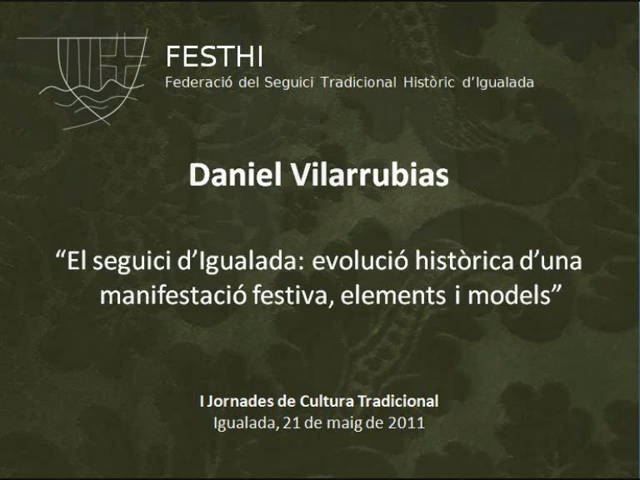 FESTHI
Federació del Seguici Tradicional Històric d'Igualada
Daniel Vilarrubias
“El seguici d’Igualada: evolució històrica d’una
manifestació festiva, elements i models”
I Jornades de Cultura Tradicional
Igualada, 21 de maig de 2011